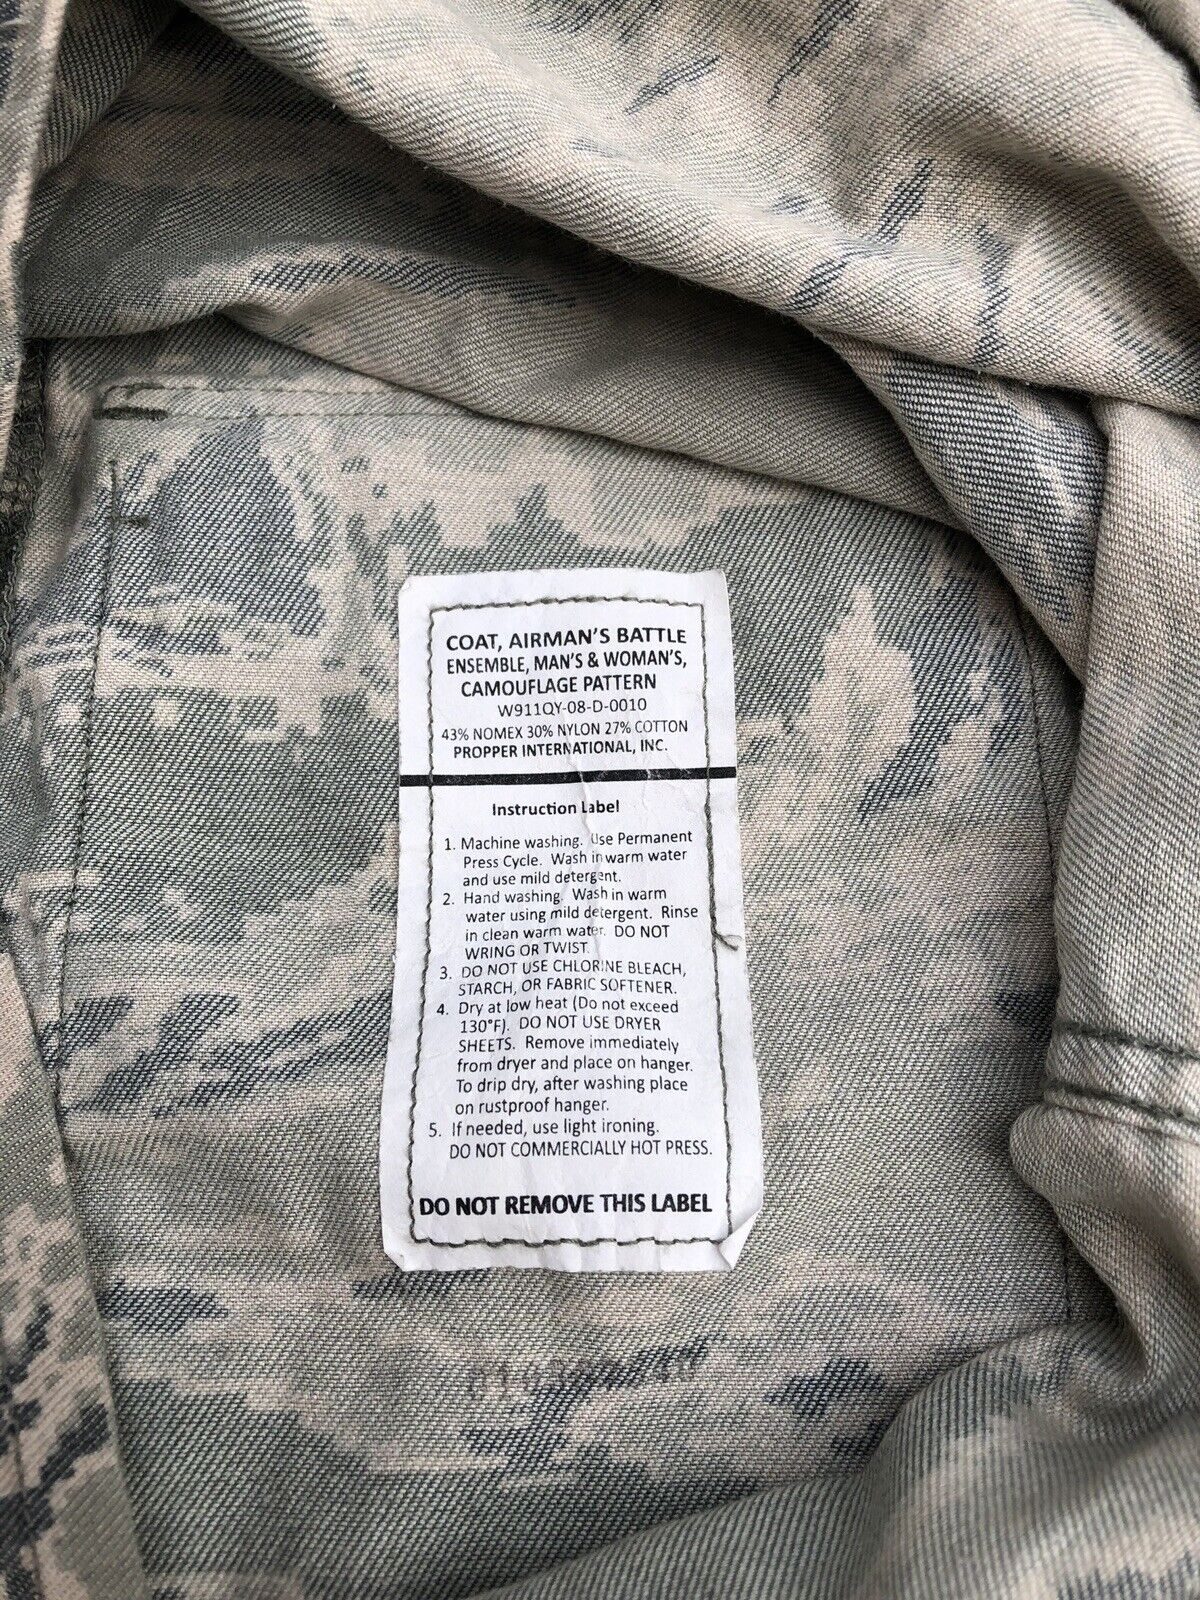 COAT, AIRMAN'S BATTLE
ENSEMBLE, MAN'S & WOMAN'S,
CAMOUFLAGE PATTERN
W911QY-08-D-0010
43% NOMEX 30% NYLON 27% COTTON
PROPPER INTERNATIONAL, INC.
Instruction Label
1. Machine washing. Use Permanent
Press Cycle. Wash in warm water
and use mild detergent.
2. Hand washing. Wash in warm
water using mild detergent. Rinse
in clean warm water. DO NOT
WRING OR TWIST.
3. DO NOT USE CHLORINE BLEACH,
STARCH, OR FABRIC SOFTENER.
4. Dry at low heat (Do not exceed
130°F). DO NOT USE DRYER
SHEETS. Remove immediately
from dryer and place on hanger.
To drip dry, after washing place
on rustproof hanger.
5. If needed, use light ironing.
DO NOT COMMERCIALLY HOT PRESS.
DO NOT REMOVE THIS LABEL